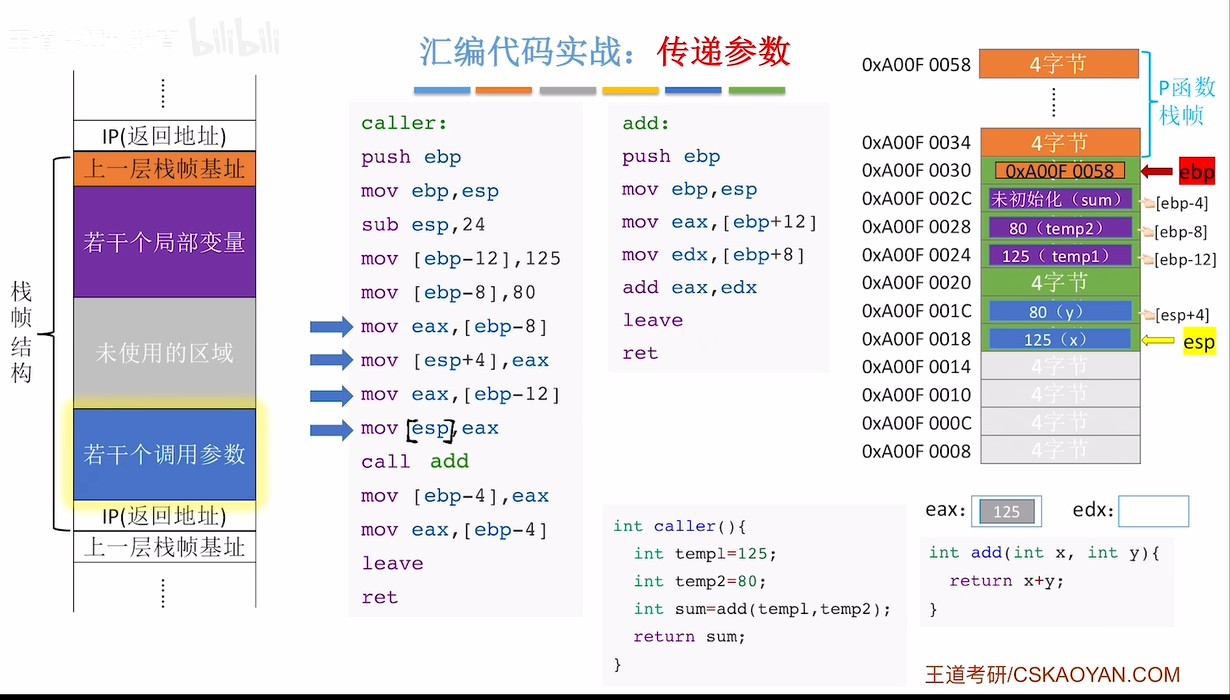 bilibili
汇编代码实战：传递参数
IP(返回地址)
上一层栈帧基址
若干个局部变量
未使用的区域
若干个调用参数
IP(返回地址)
上一层栈帧基址
栈帧结构
caller:
push ebp
mov ebp,esp
sub esp,24
mov [ebp-12],125
mov [ebp-8],80
mov eax,[ebp-8]
mov [esp+4],eax
mov eax,[ebp-12]
mov [esp],eax
call add
mov [ebp-4],eax
mov eax,[ebp-4]
leave
ret
add:
push ebp
mov ebp,esp
mov eax,[ebp+12]
mov edx,[ebp+8]
add eax,edx
leave
ret
int caller(){
int temp1=125;
int temp2=80;
int sum=add(temp1,temp2);
return sum;
}
0xA00F 0058 4字节
P函数
栈帧
0xA00F 0034 4字节
0xA00F 0030 0xA00F 0058 ebp
0xA00F 002C 未初始化（sum） [ebp-4]
0xA00F 0028 80（temp2） [ebp-8]
0xA00F 0024 125（ temp1） [ebp-12]
0xA00F 0020 4字节
0xA00F 001C 80（y） [esp+4]
0xA00F 0018 125（x） esp
0xA00F 0014 4字节
0xA00F 0010 4字节
0xA00F 000C 4字节
0xA00F 0008 4字节
eax: 125 edx:
int add(int x, int y){
return x+y;
}
王道考研/CSKAOYAN.COM